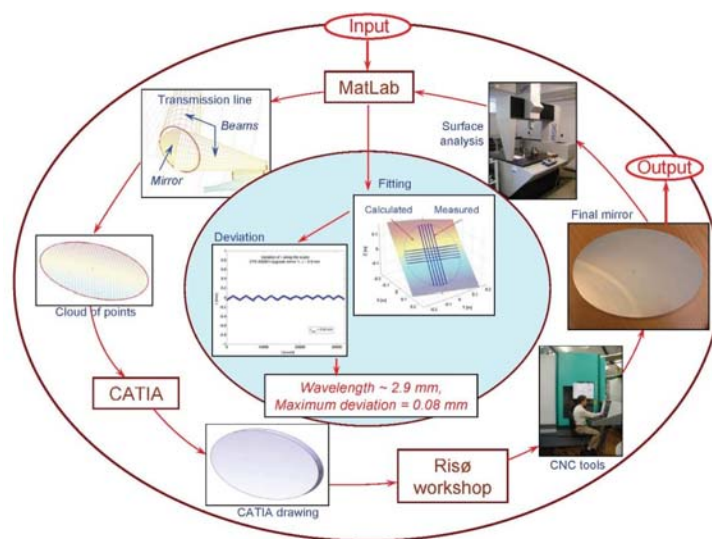 Input
MatLab
Transmission line
Beams
Mirror
Surface
analysis
Output
Fitting
Calculated
Measured
Deviation
Final mirror
Cloud of points
Wavelength ~ 2.9 mm,
Maximum deviation = 0.08 mm
CATIA
CATIA drawing
Risø
workshop
CNC tools